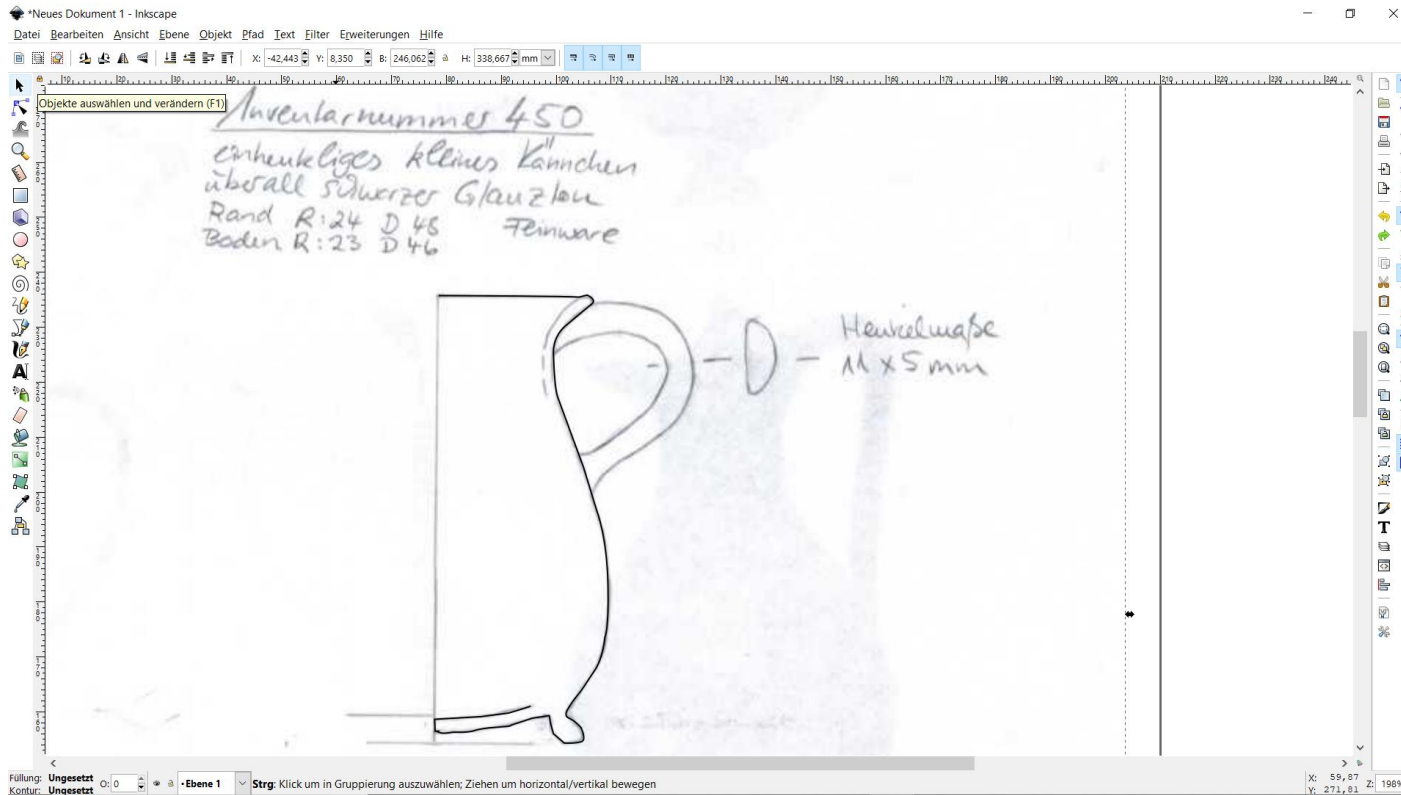 *Neues Dokument 1 - Inkscape
Datei Bearbeiten Ansicht Ebene Objekt Pfad Text Filter Erweiterungen Hilfe
X: -42,443 Y: 8,350 B: 246,062 H: 338,667 mm
Objekte auswählen und verändern (F1)
Inventarnummer 450
einhenkeliges kleines Kännchen
überall schwarzer Glanzton
Rand R:24 D 48 Feinware
Boden R:23 D 46
Henkelmaße
11 x 5 mm
Füllung: Ungesetzt O: 0 •Ebene 1 Strg: Klick um in Gruppierung auszuwählen; Ziehen um horizontal/vertikal bewegen X: 59,87 Z: 198%
Kontur: Ungesetzt Y: 271,81